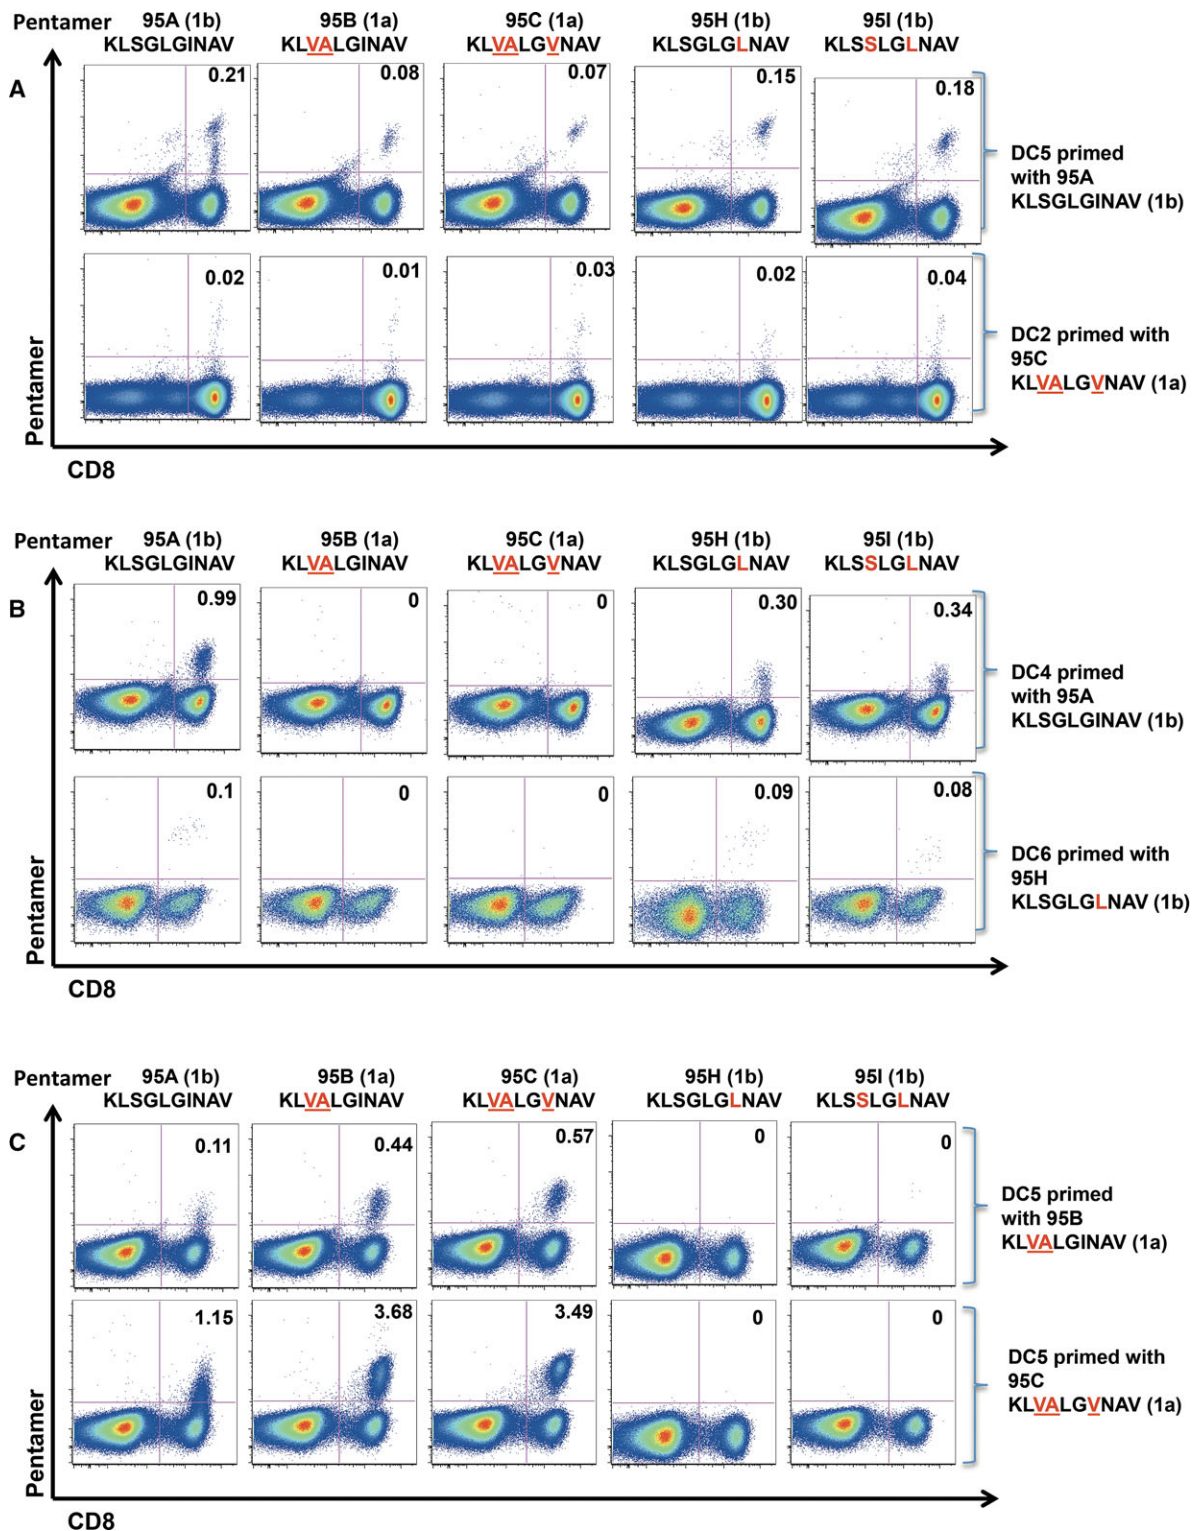 Pentamer 95A (1b) 95B (1a) 95C (1a) 95H (1b) 95I (1b)
KLSGLGINAV KLVALGINAV KLVALGVNAV KLSGLGLNAV KLSSLGLNAV
A
0.21 0.08 0.07 0.15 0.18
DC5 primed
with 95A
KLSGLGINAV (1b)
0.02 0.01 0.03 0.02 0.04
DC2 primed with
95C
KLVALGVNAV (1a)
Pentamer
CD8
Pentamer 95A (1b) 95B (1a) 95C (1a) 95H (1b) 95I (1b)
KLSGLGINAV KLVALGINAV KLVALGVNAV KLSGLGLNAV KLSSLGLNAV
B
0.99 0 0 0.30 0.34
DC4 primed
with 95A
KLSGLGINAV (1b)
0.1 0 0 0.09 0.08
DC6 primed with
95H
KLSGLGLNAV (1b)
Pentamer
CD8
Pentamer 95A (1b) 95B (1a) 95C (1a) 95H (1b) 95I (1b)
KLSGLGINAV KLVALGINAV KLVALGVNAV KLSGLGLNAV KLSSLGLNAV
C
0.11 0.44 0.57 0 0
DC5 primed
with 95B
KLVALGINAV (1a)
1.15 3.68 3.49 0 0
DC5 primed with
95C
KLVALGVNAV (1a)
Pentamer
CD8